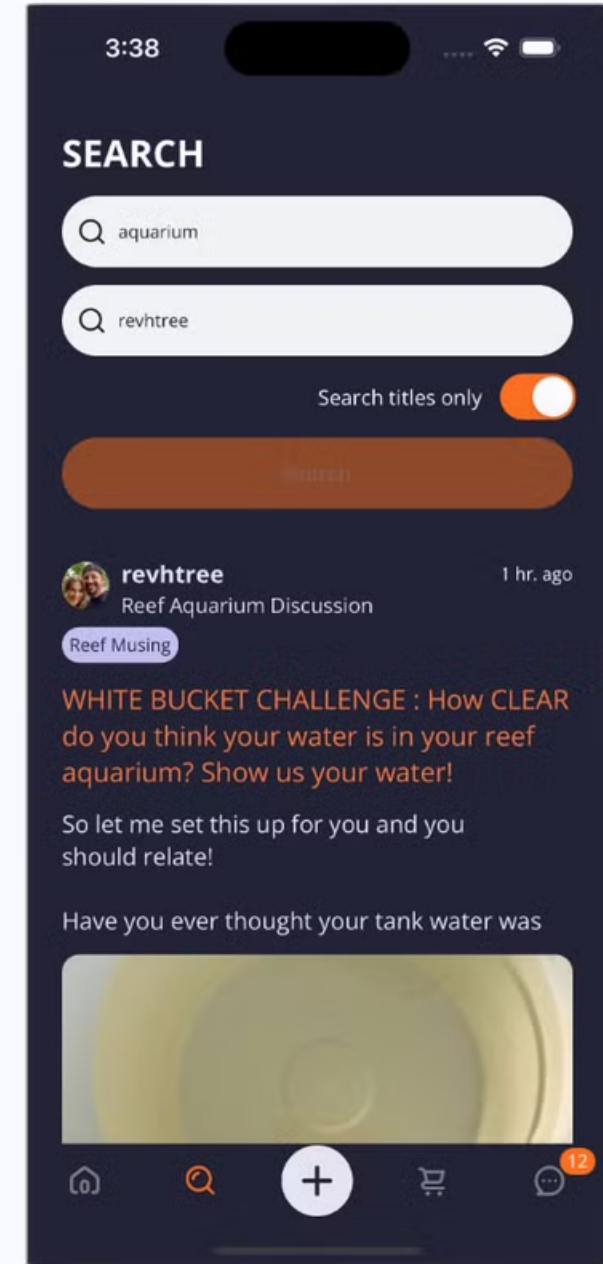 3:38
SEARCH
aquarium
revhtree
Search titles only
Search
revhtree
1 hr. ago
Reef Aquarium Discussion
Reef Musing
WHITE BUCKET CHALLENGE : How CLEAR
do you think your water is in your reef
aquarium? Show us your water!
So let me set this up for you and you
should relate!
Have you ever thought your tank water was
12